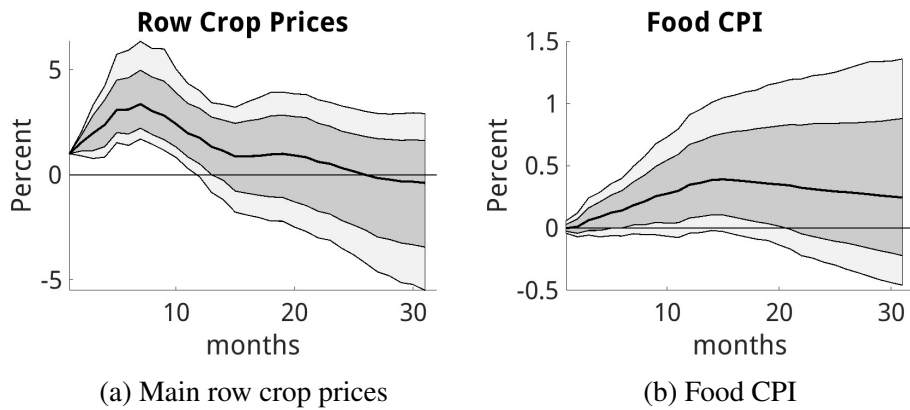 Row Crop Prices
Percent
5
0
-5
10
20
30
months
(a) Main row crop prices
Food CPI
Percent
1.5
1
0.5
0
-0.5
10
20
30
months
(b) Food CPI